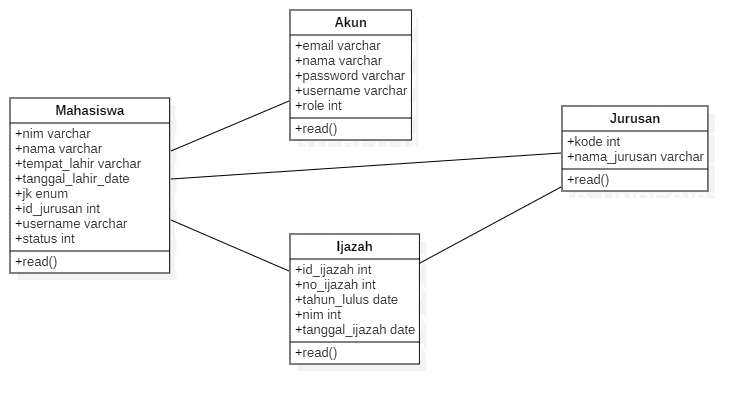 Akun
+email varchar
+nama varchar
+password varchar
+username varchar
+role int
+read()
Mahasiswa
+nim varchar
+nama varchar
+tempat_lahir varchar
+tanggal_lahir_date
+jk enum
+id_jurusan int
+username varchar
+status int
+read()
Jurusan
+kode int
+nama_jurusan varchar
+read()
Ijazah
+id_ijazah int
+no_ijazah int
+tahun_lulus date
+nim int
+tanggal_ijazah date
+read()